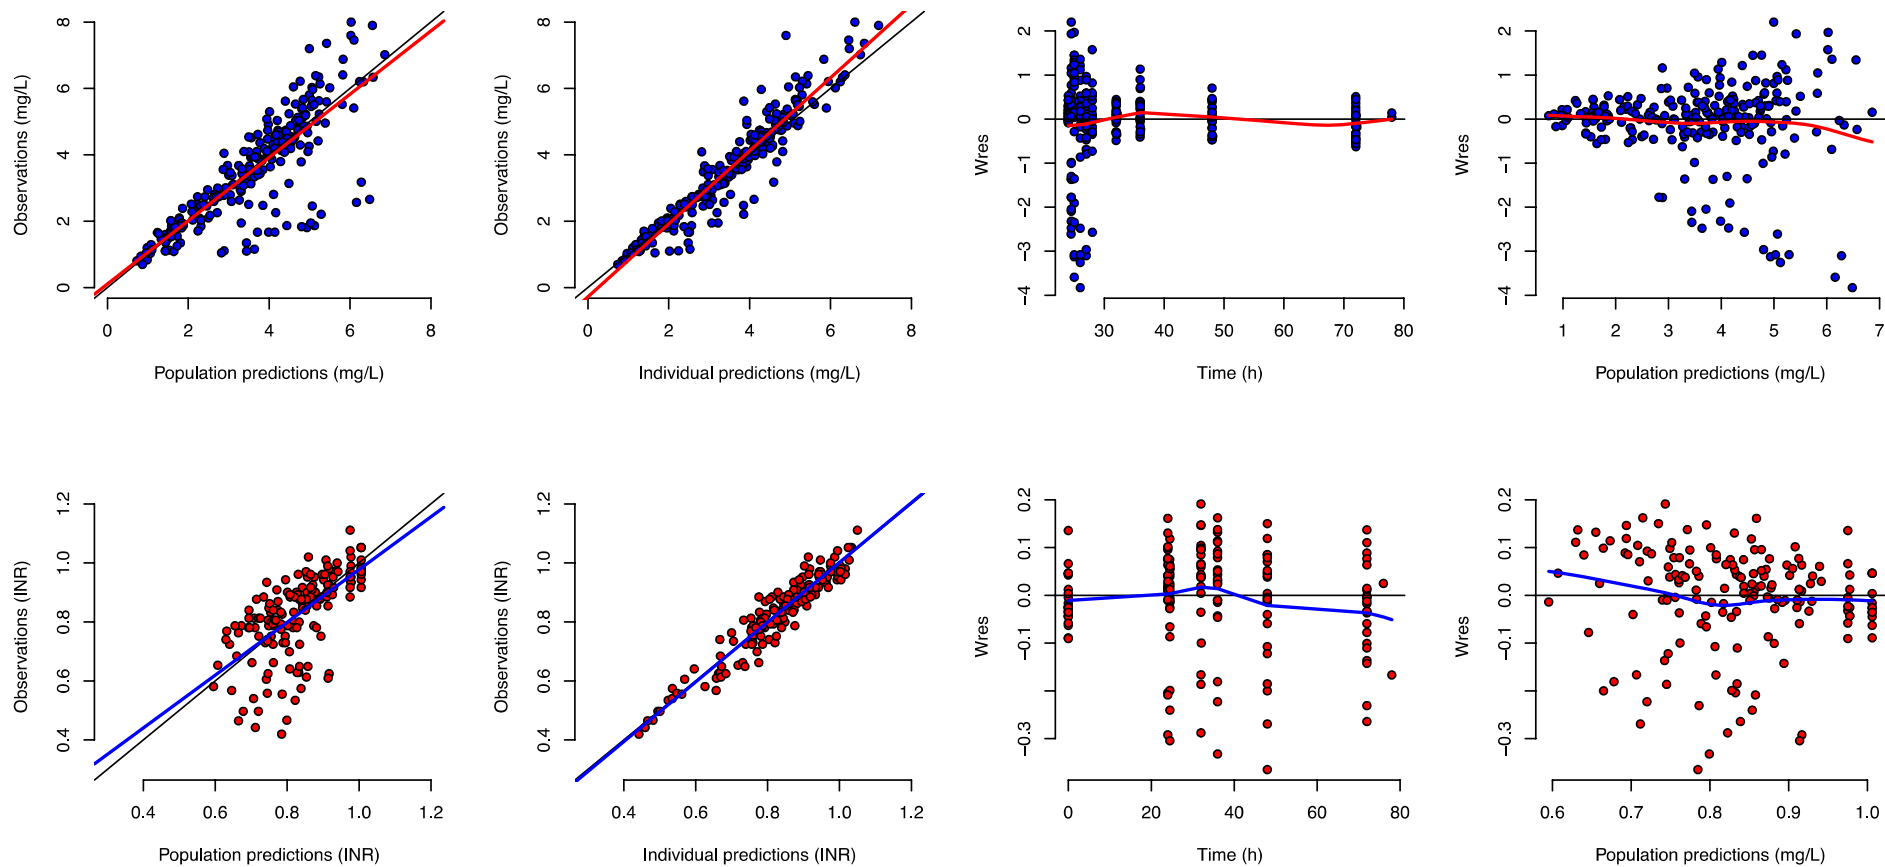 Observations (mg/L)
0 2 4 6 8
0 2 4 6 8
Population predictions (mg/L)
Observations (mg/L)
0 2 4 6 8
0 2 4 6 8
Individual predictions (mg/L)
Wres
−4 −3 −2 −1 0 1 2
30 40 50 60 70 80
Time (h)
Wres
−4 −3 −2 −1 0 1 2
1 2 3 4 5 6 7
Population predictions (mg/L)
Observations (INR)
0.4 0.6 0.8 1.0 1.2
0.4 0.6 0.8 1.0 1.2
Population predictions (INR)
Observations (INR)
0.4 0.6 0.8 1.0 1.2
0.4 0.6 0.8 1.0 1.2
Individual predictions (INR)
Wres
−0.3 −0.1 0.0 0.1 0.2
0 20 40 60 80
Time (h)
Wres
−0.3 −0.1 0.0 0.1 0.2
0.6 0.7 0.8 0.9 1.0
Population predictions (mg/L)